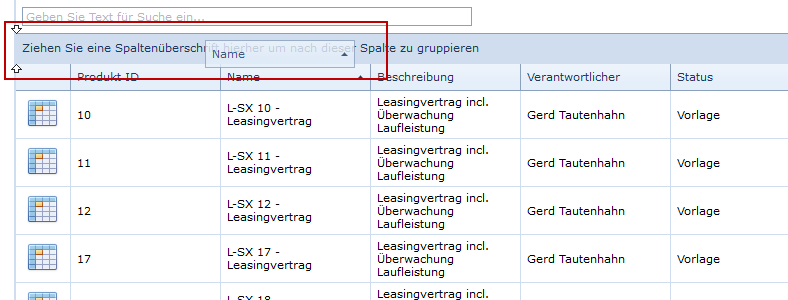 Geben Sie Text für Suche ein...
Ziehen Sie eine Spaltenüberschrift hierher um nach dieser Spalte zu gruppieren
Name
Produkt ID Name Beschreibung Verantwortlicher Status
10 L-SX 10 - Leasingvertrag Leasingvertrag incl. Überwachung Laufleistung Gerd Tautenhahn Vorlage
11 L-SX 11 - Leasingvertrag Leasingvertrag incl. Überwachung Laufleistung Gerd Tautenhahn Vorlage
12 L-SX 12 - Leasingvertrag Leasingvertrag incl. Überwachung Laufleistung Gerd Tautenhahn Vorlage
17 L-SX 17 - Leasingvertrag Leasingvertrag incl. Überwachung Laufleistung Gerd Tautenhahn Vorlage
L-SX 18 Leasingvertrag incl.